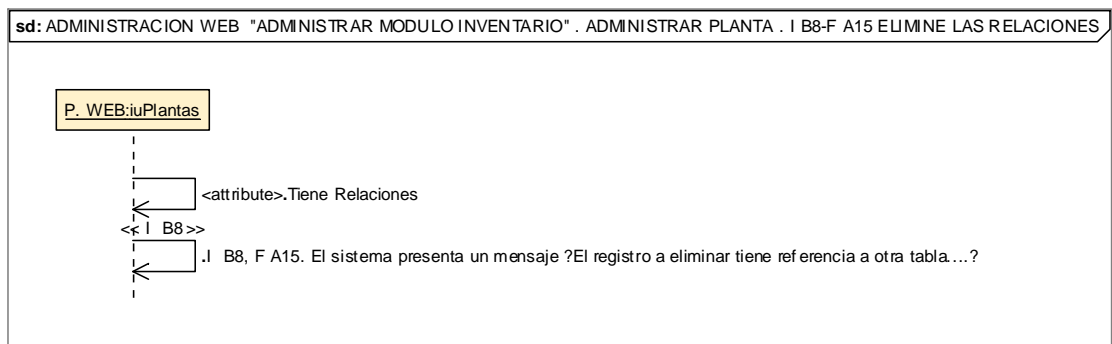 sd: ADMINISTRACION WEB "ADMINISTRAR MODULO INVENTARIO" . ADMINISTRAR PLANTA . I B8-F A15 ELIMINE LAS RELACIONES
P. WEB:iuPlantas
<attribute>.Tiene Relaciones
<< I B8 >>
.I B8, F A15. El sistema presenta un mensaje ?El registro a eliminar tiene referencia a otra tabla....?